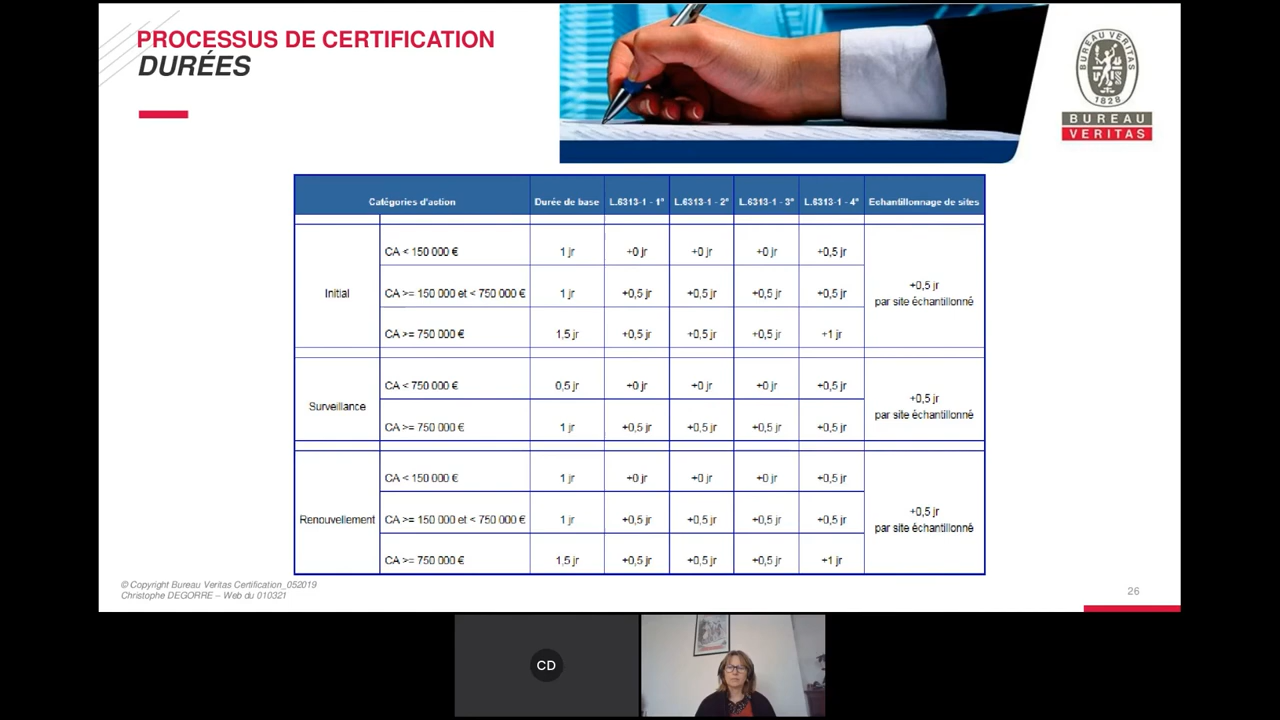 PROCESSUS DE CERTIFICATION
DURÉES
BUREAU VERITAS
1828
BUREAU
VERITAS
Catégories d'action Durée de base L.6313-1 - 1° L.6313-1 - 2° L.6313-1 - 3° L.6313-1 - 4° Echantillonnage de sites
Initial
CA < 150 000 € 1 jr +0 jr +0 jr +0 jr +0,5 jr
CA >= 150 000 et < 750 000 € 1 jr +0,5 jr +0,5 jr +0,5 jr +0,5 jr
CA >= 750 000 € 1,5 jr +0,5 jr +0,5 jr +0,5 jr +1 jr
+0,5 jr
par site échantillonné
Surveillance
CA < 750 000 € 0,5 jr +0 jr +0 jr +0 jr +0,5 jr
CA >= 750 000 € 1 jr +0,5 jr +0,5 jr +0,5 jr +0,5 jr
+0,5 jr
par site échantillonné
Renouvellement
CA < 150 000 € 1 jr +0 jr +0 jr +0 jr +0,5 jr
CA >= 150 000 et < 750 000 € 1 jr +0,5 jr +0,5 jr +0,5 jr +0,5 jr
CA >= 750 000 € 1,5 jr +0,5 jr +0,5 jr +0,5 jr +1 jr
+0,5 jr
par site échantillonné
© Copyright Bureau Veritas Certification_052019
Christophe DEGORRE – Web du 010321
26
CD